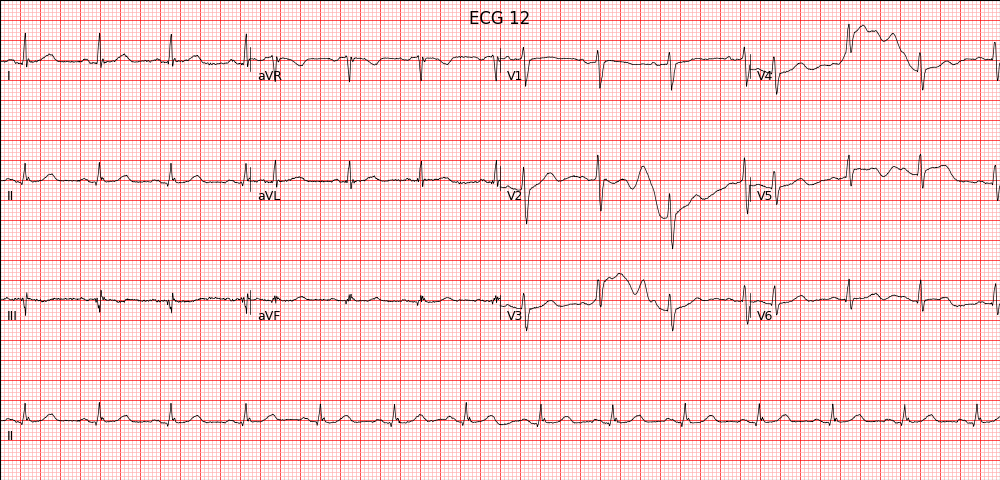 ECG 12
I aVR V1 V4
II aVL V2 V5
III aVF V3 V6
II